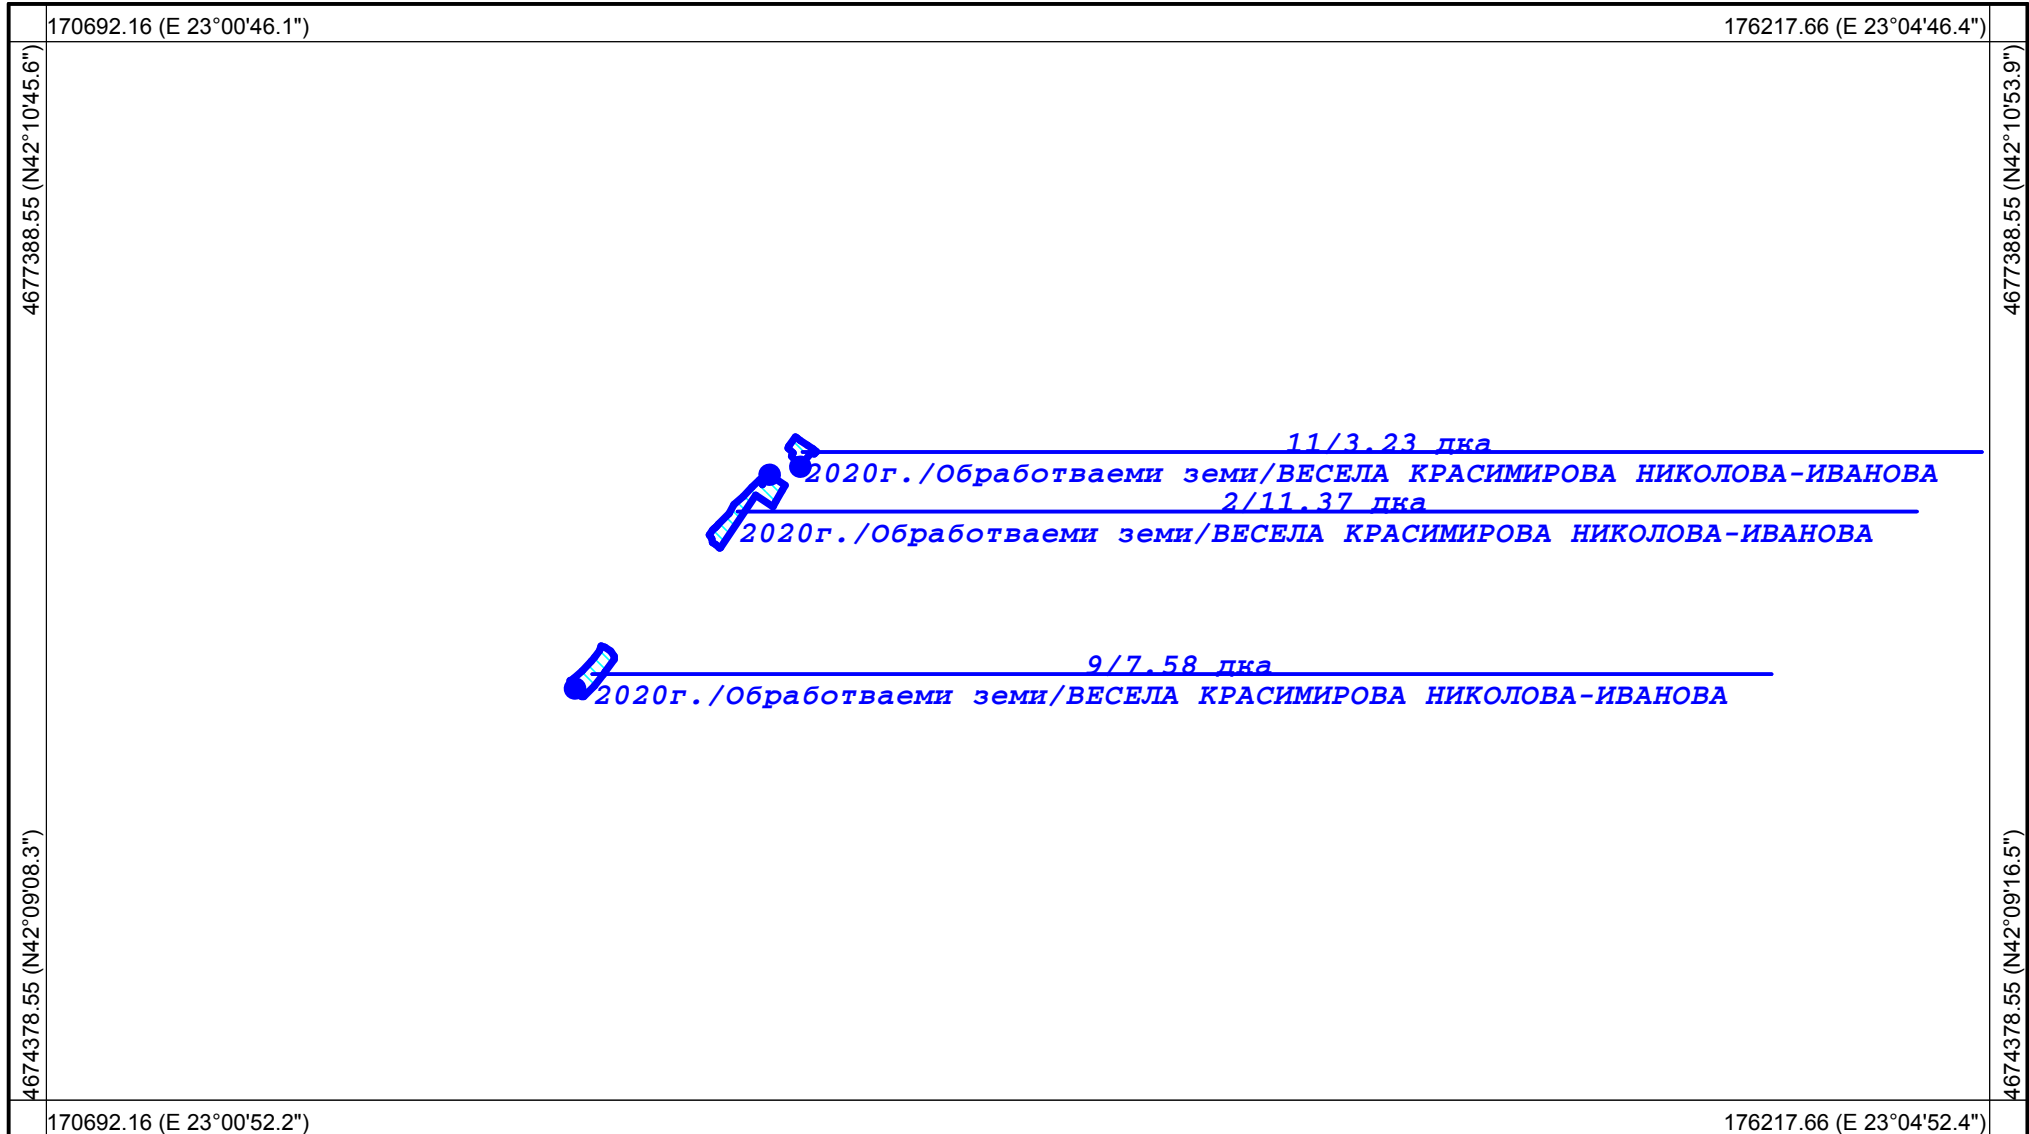 170692.16 (E 23°00'46.1")
176217.66 (E 23°04'46.4")
4677388.55 (N42°10'45.6")
4677388.55 (N42°10'53.9")
11/3.23 дка
2020г./Обработваеми земи/ВЕСЕЛА КРАСИМИРОВА НИКОЛОВА-ИВАНОВА
2/11.37 дка
2020г./Обработваеми земи/ВЕСЕЛА КРАСИМИРОВА НИКОЛОВА-ИВАНОВА
9/7.58 дка
2020г./Обработваеми земи/ВЕСЕЛА КРАСИМИРОВА НИКОЛОВА-ИВАНОВА
4674378.55 (N42°09'08.3")
4674378.55 (N42°09'16.5")
170692.16 (E 23°00'52.2")
176217.66 (E 23°04'52.4")